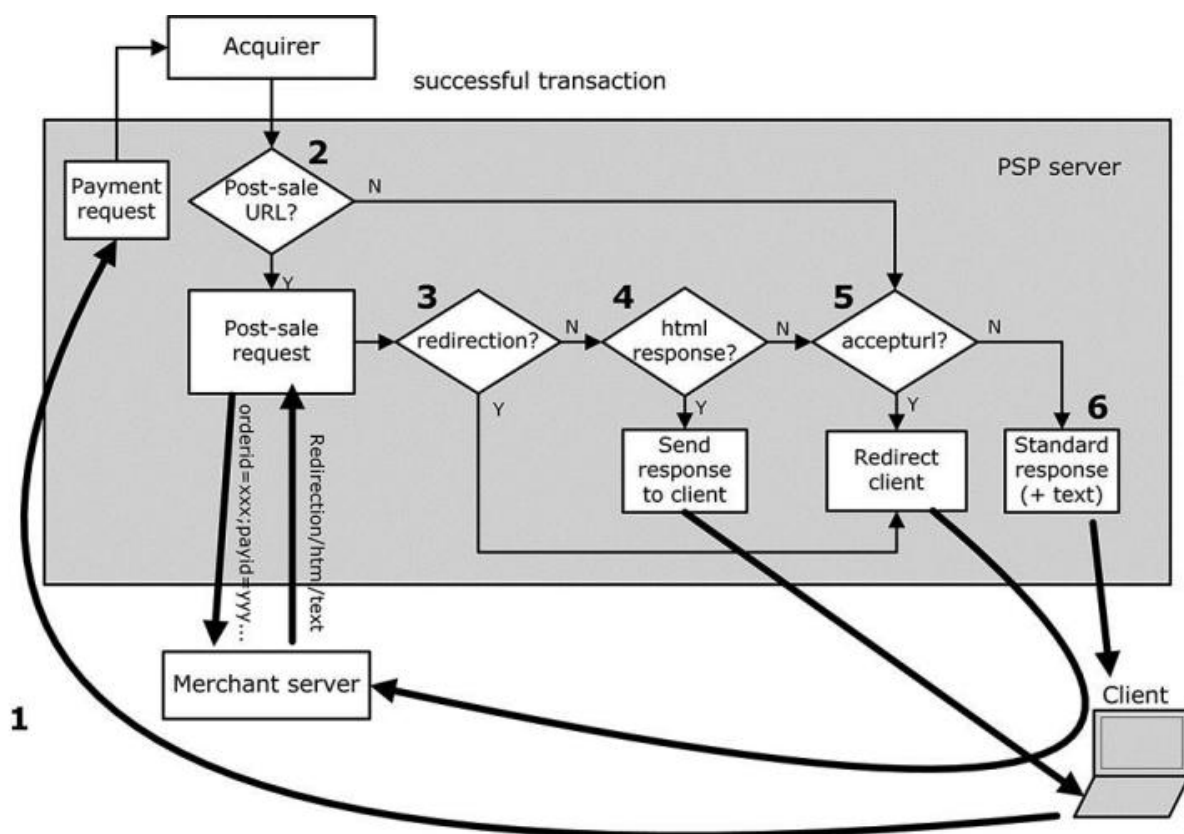 Acquirer
successful transaction
PSP server
Payment
request
2
Post-sale
URL?
N
Y
Post-sale
request
3
redirection?
N
Y
4
html
response?
N
Y
5
accepturl?
N
Y
6
Send
response
to client
Redirect
client
Standard
response
(+ text)
orderid=xxx;payid=yyy...
Redirection/htm/text
Merchant server
1
Client